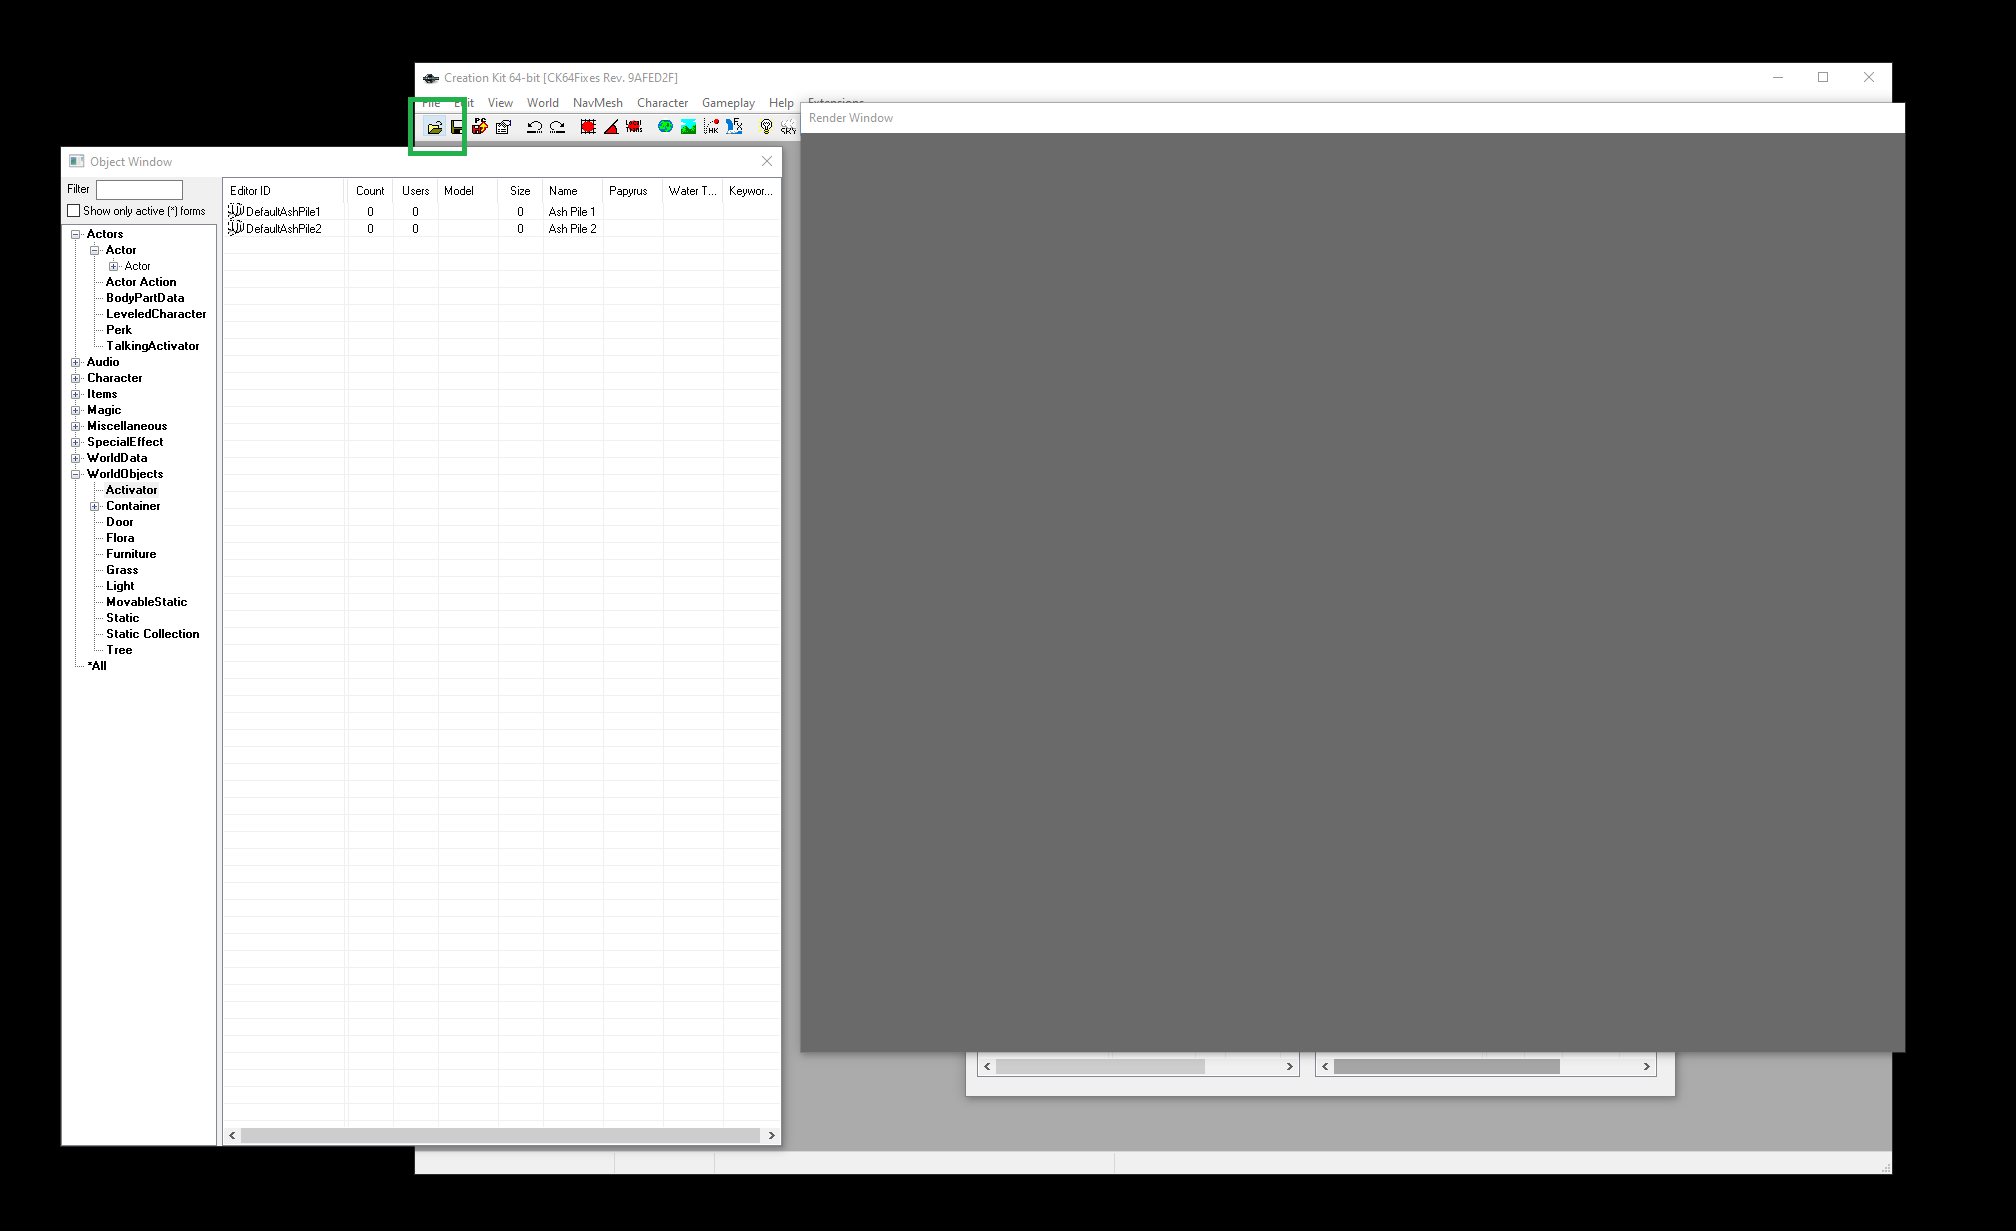 Creation Kit 64-bit [CK64Fixes Rev. 9AFED2F]
File Edit View World NavMesh Character Gameplay Help Extensions
Render Window
Object Window
Filter
Show only active (*) forms
Editor ID Count Users Model Size Name Papyrus Water T... Keywor...
DefaultAshPile1 0 0 0 Ash Pile 1
DefaultAshPile2 0 0 0 Ash Pile 2
Actors
Actor
Actor
Actor Action
BodyPartData
LeveledCharacter
Perk
TalkingActivator
Audio
Character
Items
Magic
Miscellaneous
SpecialEffect
WorldData
WorldObjects
Activator
Container
Door
Flora
Furniture
Grass
Light
MovableStatic
Static
Static Collection
Tree
*All